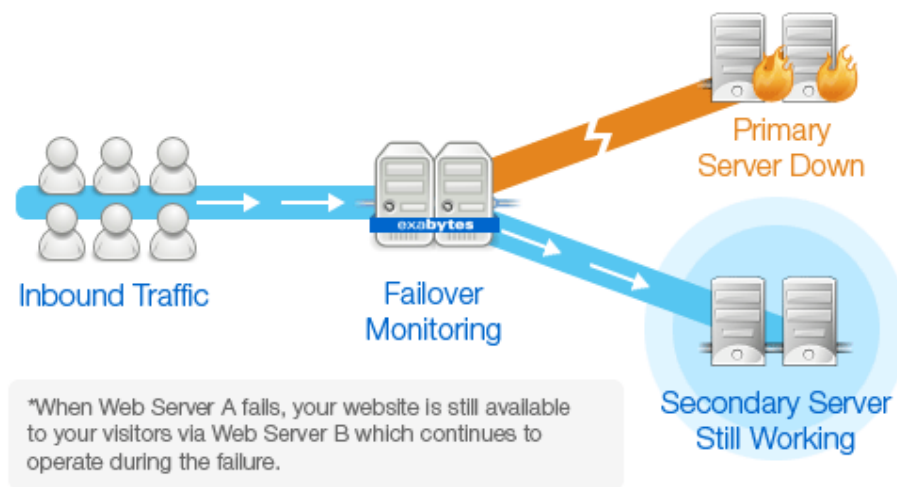 Primary
Server Down
exabytes
Inbound Traffic
Failover
Monitoring
Secondary Server
Still Working
*When Web Server A fails, your website is still available
to your visitors via Web Server B which continues to
operate during the failure.